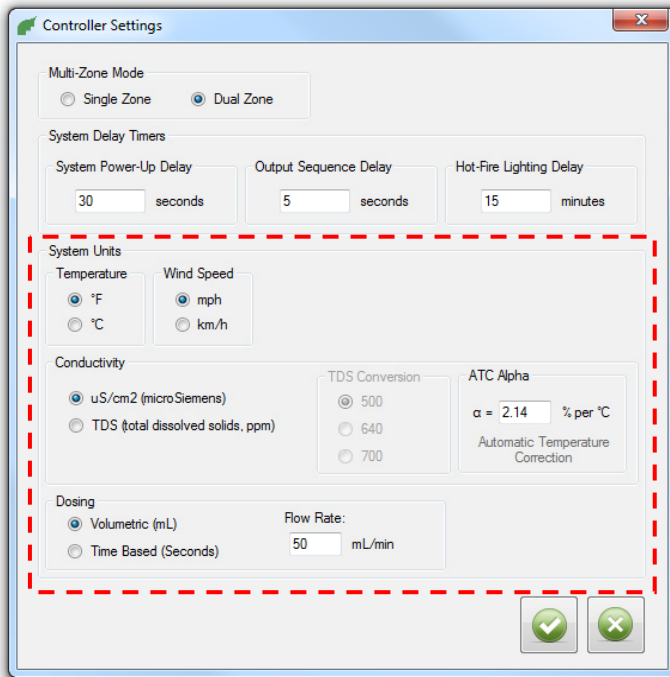 Controller Settings
Multi-Zone Mode
Single Zone Dual Zone
System Delay Timers
System Power-Up Delay Output Sequence Delay Hot-Fire Lighting Delay
30 seconds 5 seconds 15 minutes
System Units
Temperature Wind Speed
°F mph
°C km/h
Conductivity TDS Conversion ATC Alpha
uS/cm2 (microSiemens) 500 α = 2.14 % per °C
TDS (total dissolved solids, ppm) 640 Automatic Temperature
700 Correction
Dosing
Volumetric (mL) Flow Rate:
Time Based (Seconds) 50 mL/min